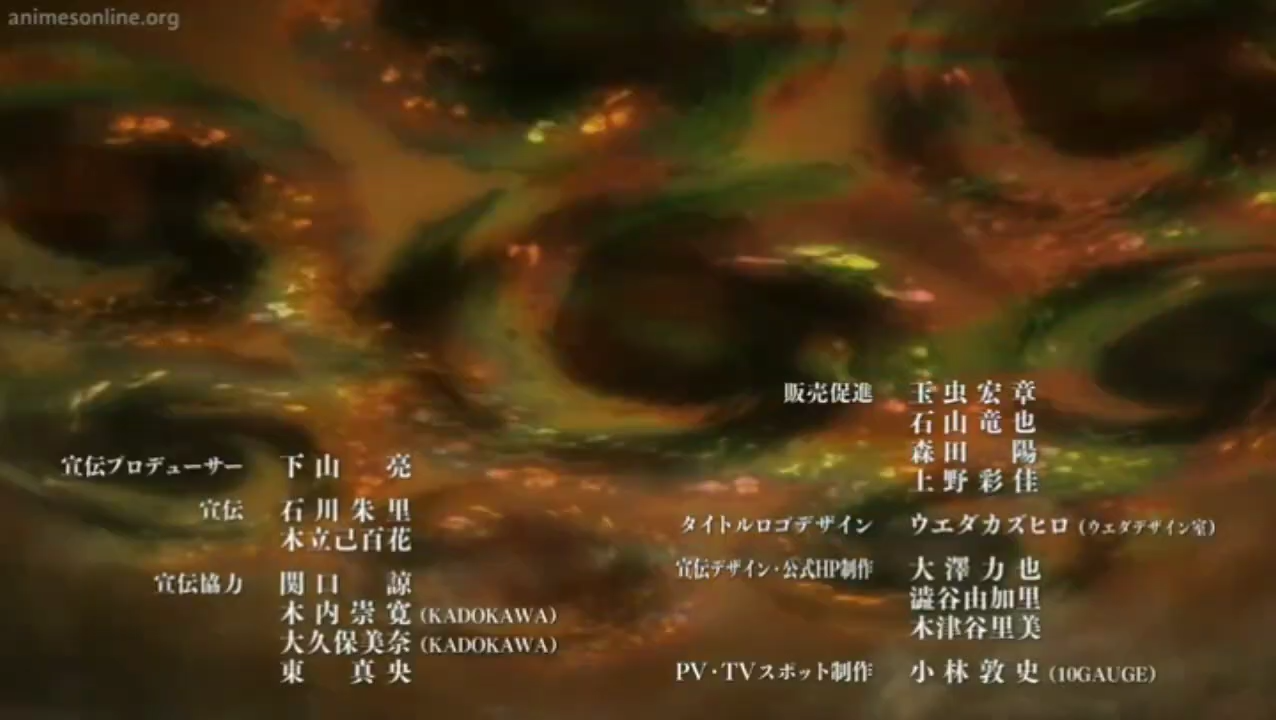 animesonline.org
宣伝プロデューサー 下山 亮
宣伝 石川朱里
木立己百花
宣伝協力 関口 諒
木内崇寛(KADOKAWA)
大久保美奈(KADOKAWA)
東 真央
販売促進 玉虫宏章
石山竜也
森田 陽
上野彩佳
タイトルロゴデザイン ウエダカズヒロ(ウェダデザイン室)
宣伝デザイン・公式HP制作 大澤力也
澁谷由加里
木津谷里美
PV・TVスポット制作 小林敦史(10GAUGE)